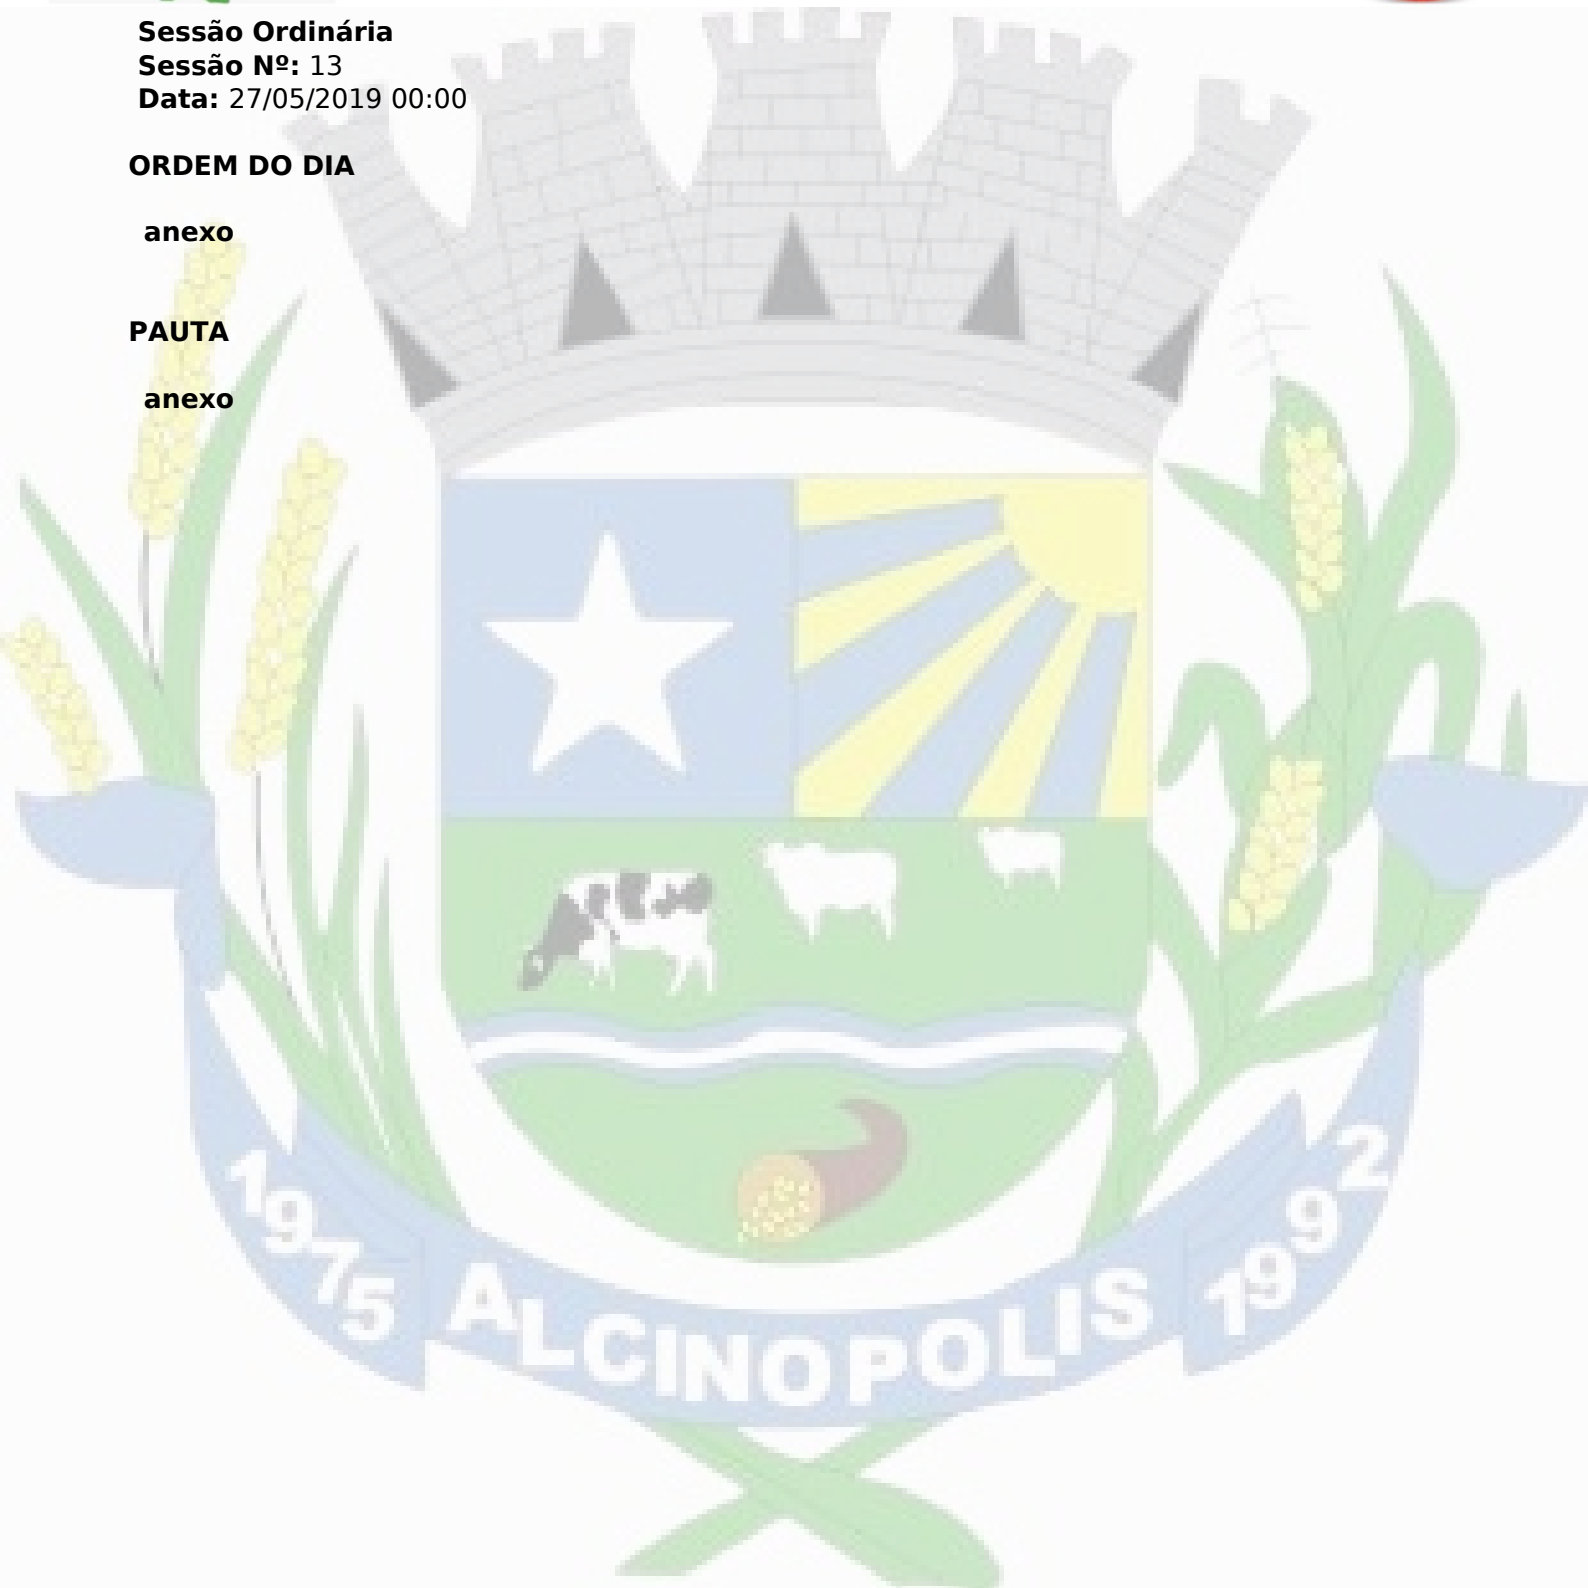 Sessão Ordinária
Sessão Nº: 13
Data: 27/05/2019 00:00
ORDEM DO DIA
anexo
PAUTA
anexo
1975 ALCINOPOLIS 1992